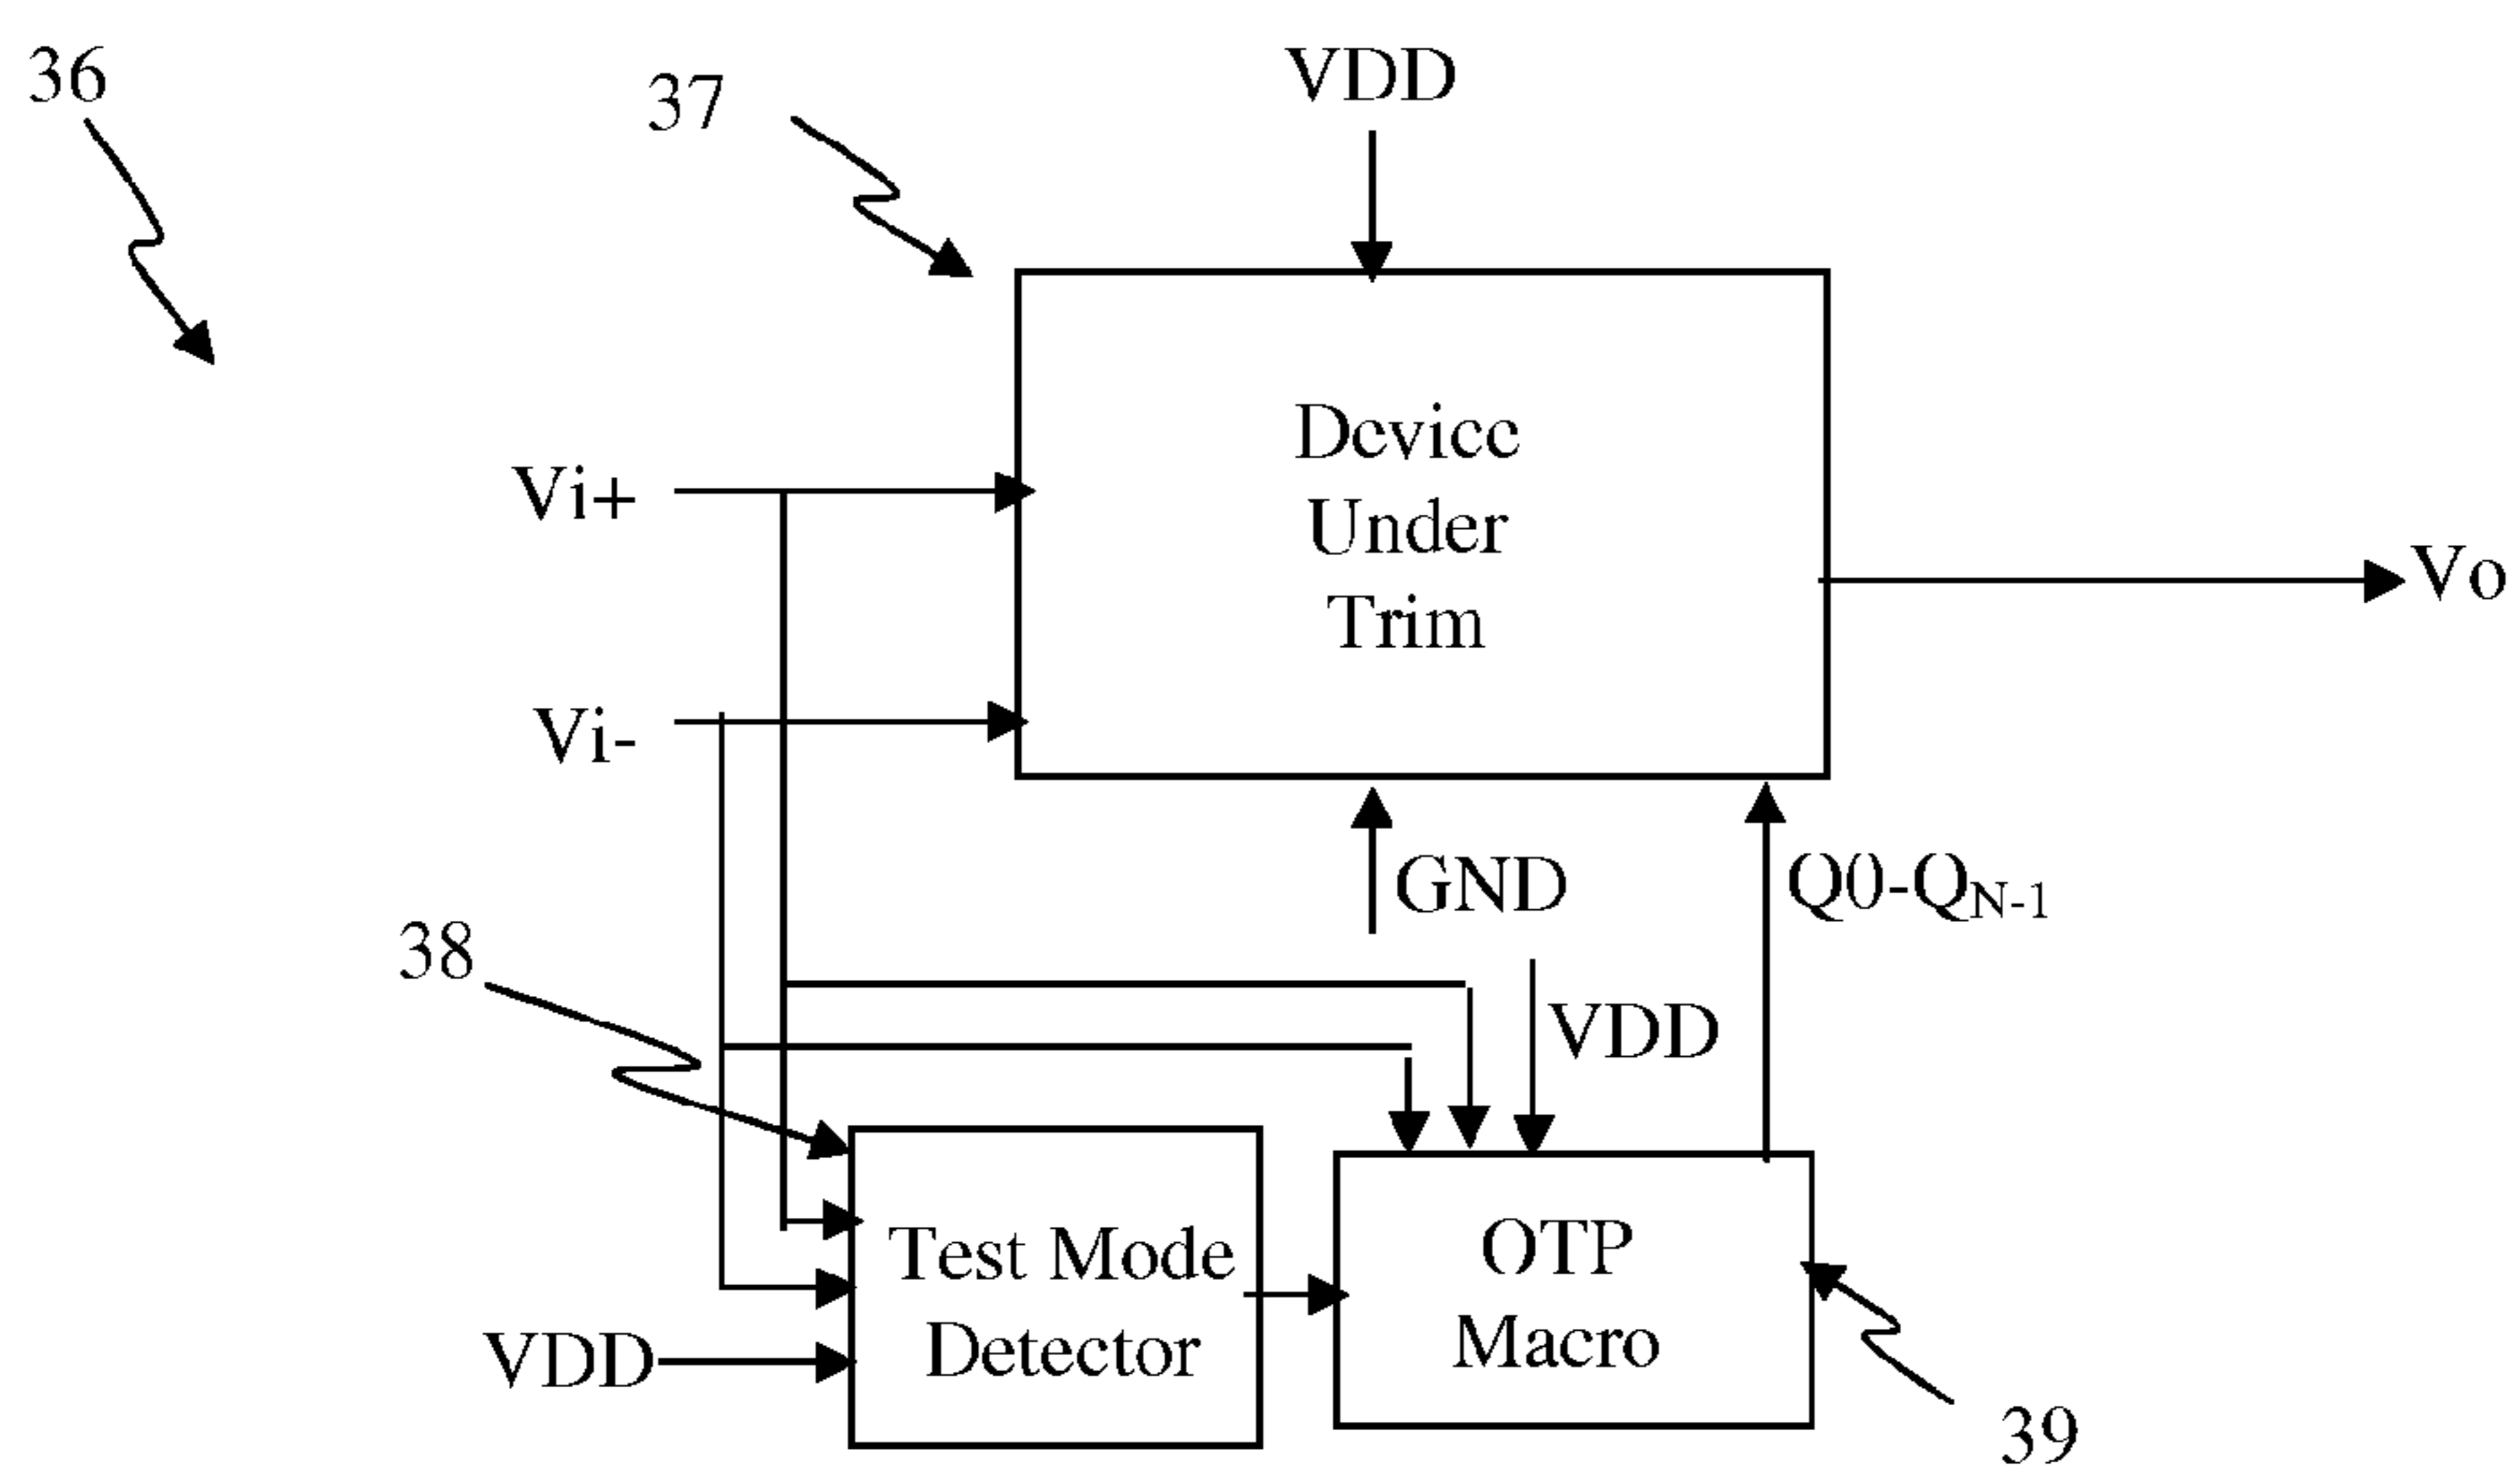 36
37
VDD
Device
Under
Trim
Vi+
Vo
Vi-
GND
Q0-QN-1
38
VDD
Test Mode
Detector
OTP
Macro
VDD
39